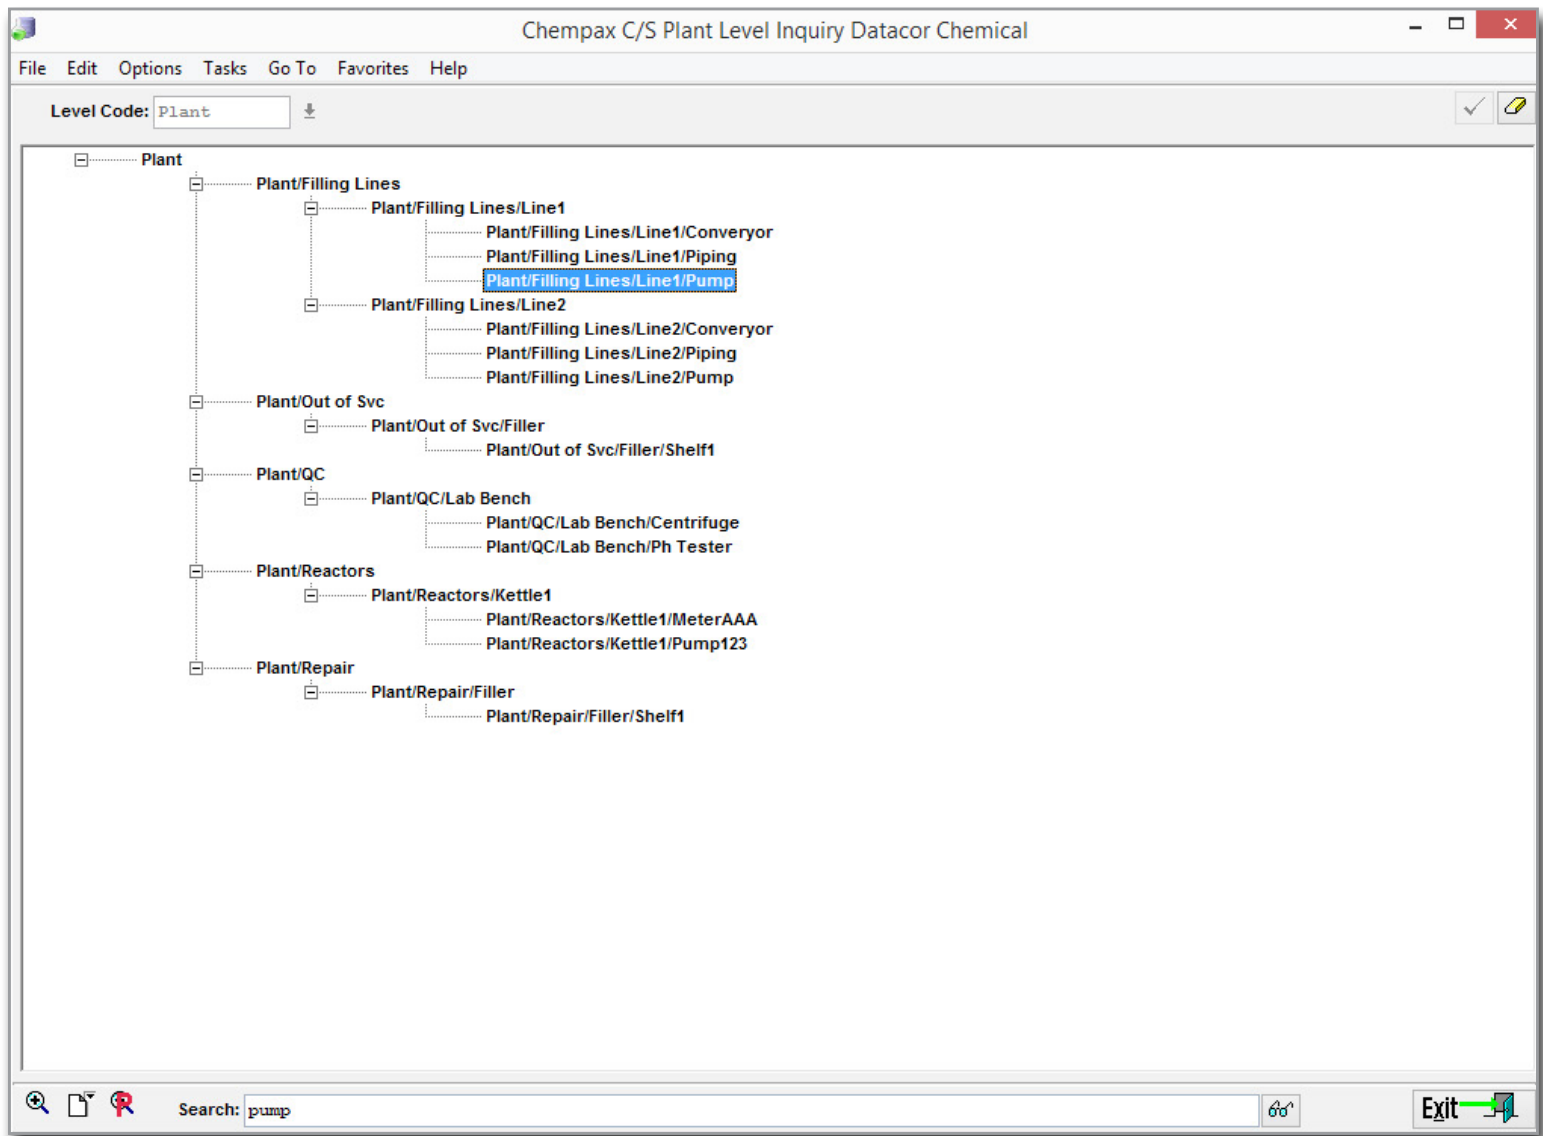 Chempax C/S Plant Level Inquiry Datacor Chemical
File Edit Options Tasks Go To Favorites Help
Level Code: Plant
Plant
Plant/Filling Lines
Plant/Filling Lines/Line1
Plant/Filling Lines/Line1/Converyor
Plant/Filling Lines/Line1/Piping
Plant/Filling Lines/Line1/Pump
Plant/Filling Lines/Line2
Plant/Filling Lines/Line2/Converyor
Plant/Filling Lines/Line2/Piping
Plant/Filling Lines/Line2/Pump
Plant/Out of Svc
Plant/Out of Svc/Filler
Plant/Out of Svc/Filler/Shelf1
Plant/QC
Plant/QC/Lab Bench
Plant/QC/Lab Bench/Centrifuge
Plant/QC/Lab Bench/Ph Tester
Plant/Reactors
Plant/Reactors/Kettle1
Plant/Reactors/Kettle1/MeterAAA
Plant/Reactors/Kettle1/Pump123
Plant/Repair
Plant/Repair/Filler
Plant/Repair/Filler/Shelf1
Search: pump
Exit